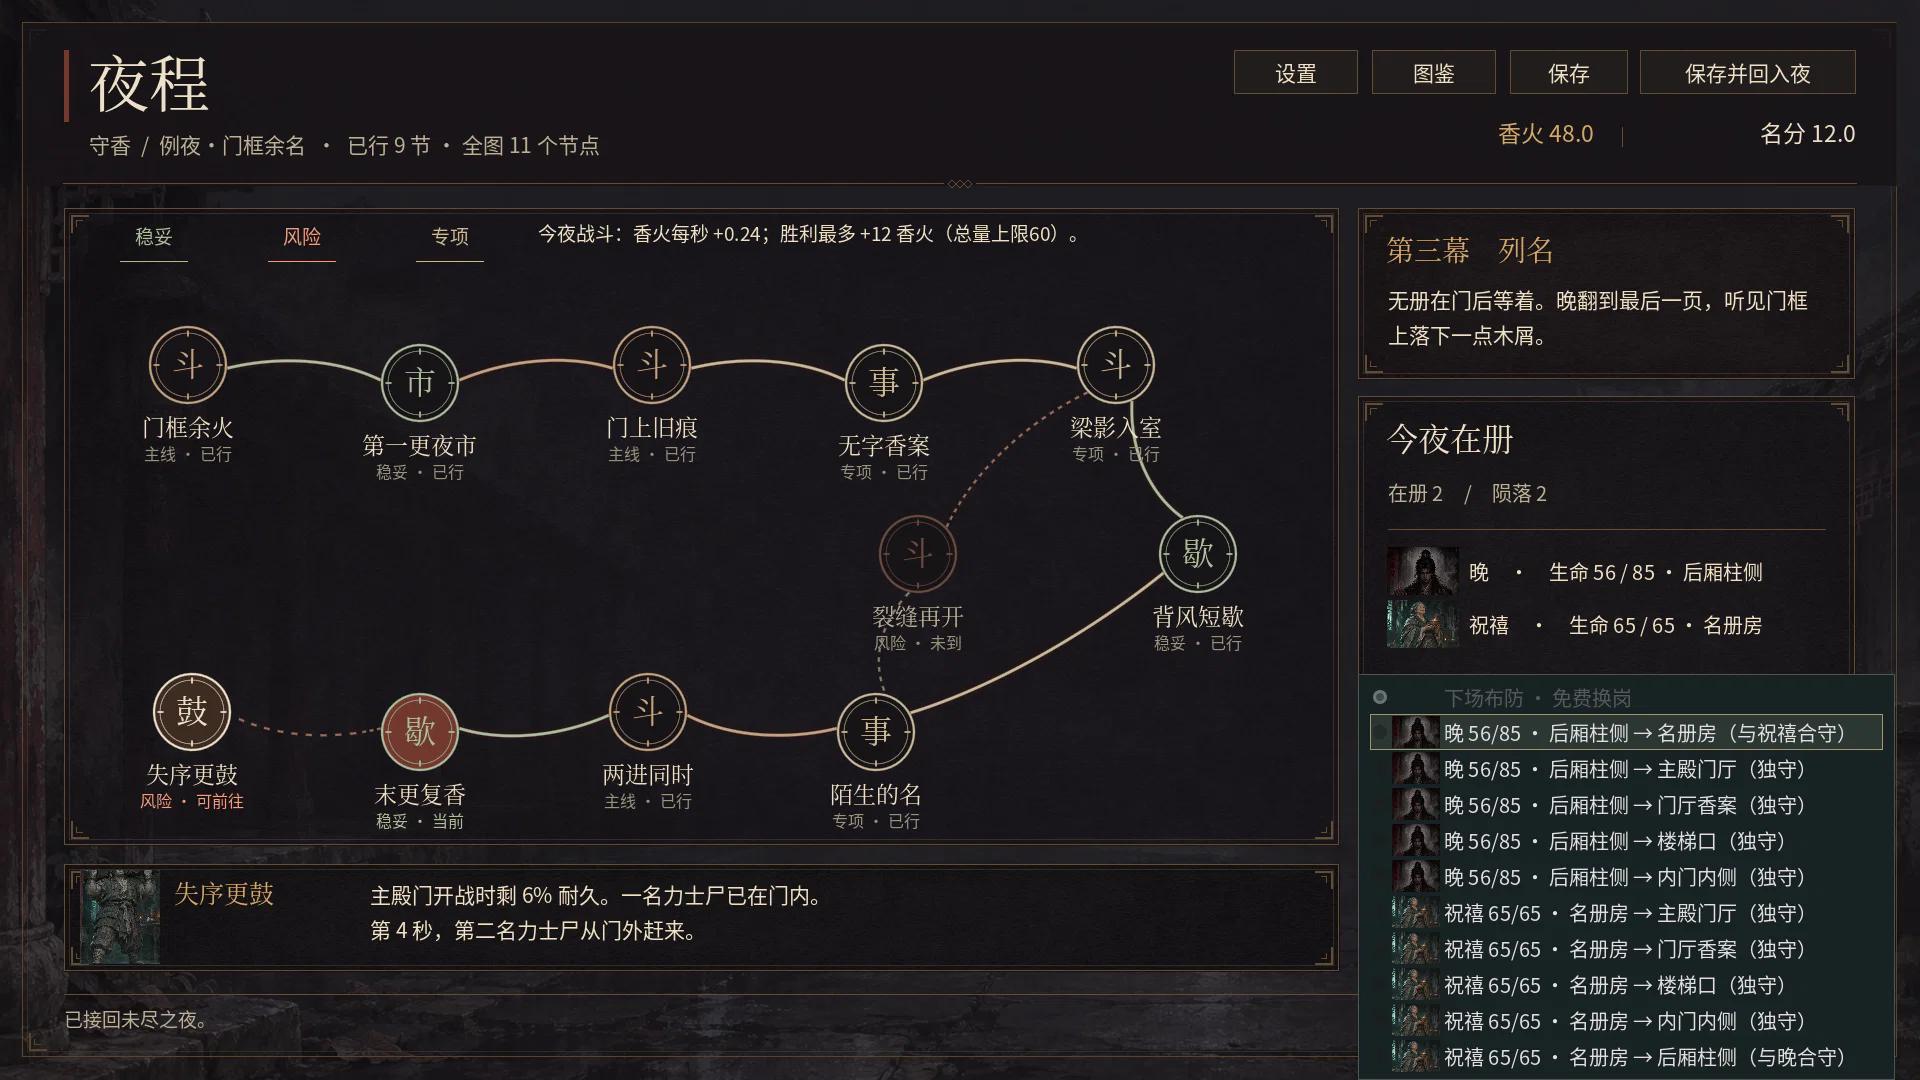 夜程
设置
图鉴
保存
保存并回入夜
守香 / 例夜・门框余名 ・ 已行 9 节 ・ 全图 11 个节点
香火 48.0
名分 12.0
稳妥
风险
专项
今夜战斗：香火每秒 +0.24；胜利最多 +12 香火（总量上限60）。
斗
门框余火
主线 ・ 已行
市
第一更夜市
稳妥 ・ 已行
斗
门上旧痕
主线 ・ 已行
事
无字香案
专项 ・ 已行
斗
梁影入室
专项 ・ 已行
斗
裂缝再开
风险 ・ 未到
歇
背风短歇
稳妥 ・ 已行
鼓
失序更鼓
风险 ・ 可前往
歇
末更复香
稳妥 ・ 当前
斗
两进同时
主线 ・ 已行
事
陌生的名
专项 ・ 已行
失序更鼓
主殿门开战时剩 6% 耐久。一名力士尸已在门内。
第 4 秒，第二名力士尸从门外赶来。
已接回未尽之夜。
第三幕 列名
无册在门后等着。晚翻到最后一页，听见门框
上落下一点木屑。
今夜在册
在册 2 / 陨落 2
晚 ・ 生命 56 / 85 ・ 后厢柱侧
祝禧 ・ 生命 65 / 65 ・ 名册房
下场布防 ・ 免费换岗
晚 56/85 ・ 后厢柱侧 → 名册房（与祝禧合守）
晚 56/85 ・ 后厢柱侧 → 主殿门厅（独守）
晚 56/85 ・ 后厢柱侧 → 门厅香案（独守）
晚 56/85 ・ 后厢柱侧 → 楼梯口（独守）
晚 56/85 ・ 后厢柱侧 → 内门内侧（独守）
祝禧 65/65 ・ 名册房 → 主殿门厅（独守）
祝禧 65/65 ・ 名册房 → 门厅香案（独守）
祝禧 65/65 ・ 名册房 → 楼梯口（独守）
祝禧 65/65 ・ 名册房 → 内门内侧（独守）
祝禧 65/65 ・ 名册房 → 后厢柱侧（与晚合守）